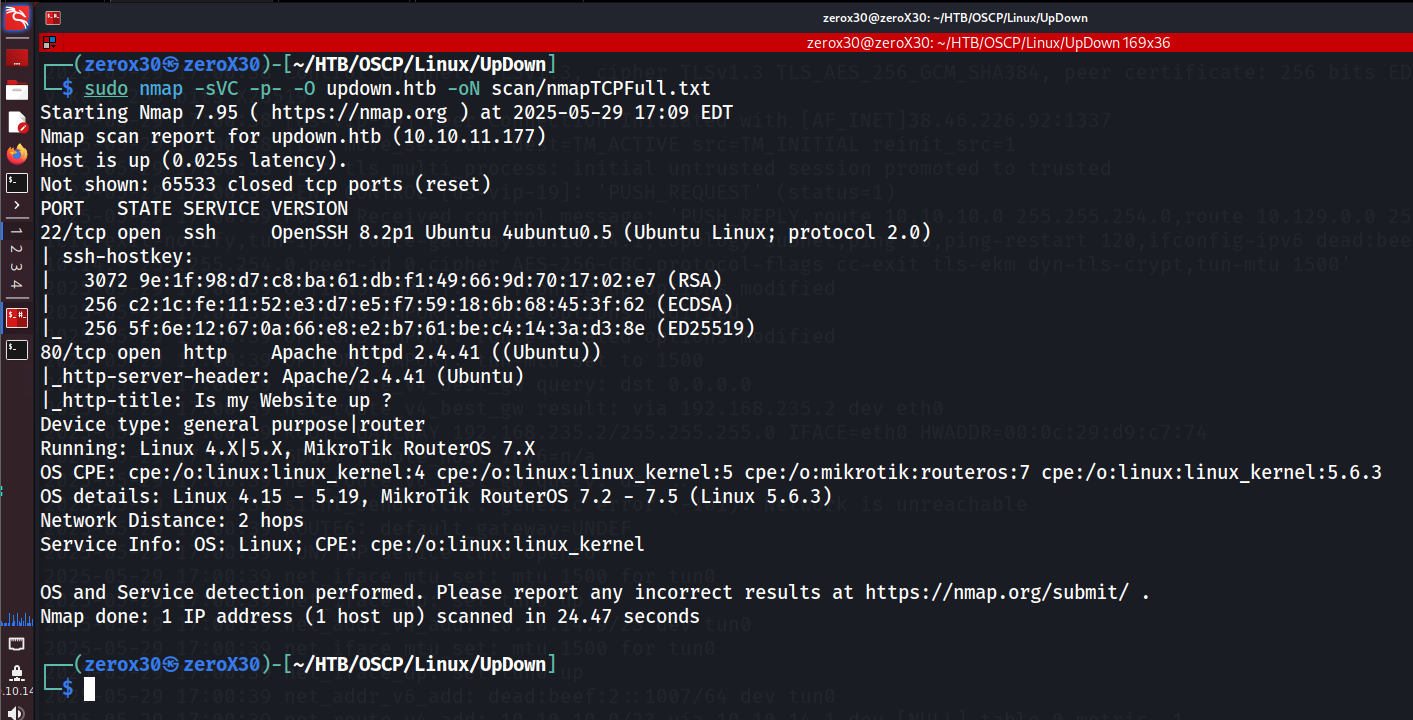 zerox30@zeroX30: ~/HTB/OSCP/Linux/UpDown
zerox30@zeroX30: ~/HTB/OSCP/Linux/UpDown 169x36
┌──(zerox30㉿zeroX30)-[~/HTB/OSCP/Linux/UpDown]
└─$ sudo nmap -sVC -p- -O updown.htb -oN scan/nmapTCPFull.txt
Starting Nmap 7.95 ( https://nmap.org ) at 2025-05-29 17:09 EDT
Nmap scan report for updown.htb (10.10.11.177)
Host is up (0.025s latency).
Not shown: 65533 closed tcp ports (reset)
PORT   STATE SERVICE VERSION
22/tcp open  ssh     OpenSSH 8.2p1 Ubuntu 4ubuntu0.5 (Ubuntu Linux; protocol 2.0)
| ssh-hostkey:
|   3072 9e:1f:98:d7:c8:ba:61:db:f1:49:66:9d:70:17:02:e7 (RSA)
|   256 c2:1c:fe:11:52:e3:d7:e5:f7:59:18:6b:68:45:3f:62 (ECDSA)
|_  256 5f:6e:12:67:0a:66:e8:e2:b7:61:be:c4:14:3a:d3:8e (ED25519)
80/tcp open  http    Apache httpd 2.4.41 ((Ubuntu))
|_http-server-header: Apache/2.4.41 (Ubuntu)
|_http-title: Is my Website up ?
Device type: general purpose|router
Running: Linux 4.X|5.X, MikroTik RouterOS 7.X
OS CPE: cpe:/o:linux:linux_kernel:4 cpe:/o:linux:linux_kernel:5 cpe:/o:mikrotik:routeros:7 cpe:/o:linux:linux_kernel:5.6.3
OS details: Linux 4.15 - 5.19, MikroTik RouterOS 7.2 - 7.5 (Linux 5.6.3)
Network Distance: 2 hops
Service Info: OS: Linux; CPE: cpe:/o:linux:linux_kernel
OS and Service detection performed. Please report any incorrect results at https://nmap.org/submit/ .
Nmap done: 1 IP address (1 host up) scanned in 24.47 seconds
┌──(zerox30㉿zeroX30)-[~/HTB/OSCP/Linux/UpDown]
└─$
1
2
3
4
.10.14